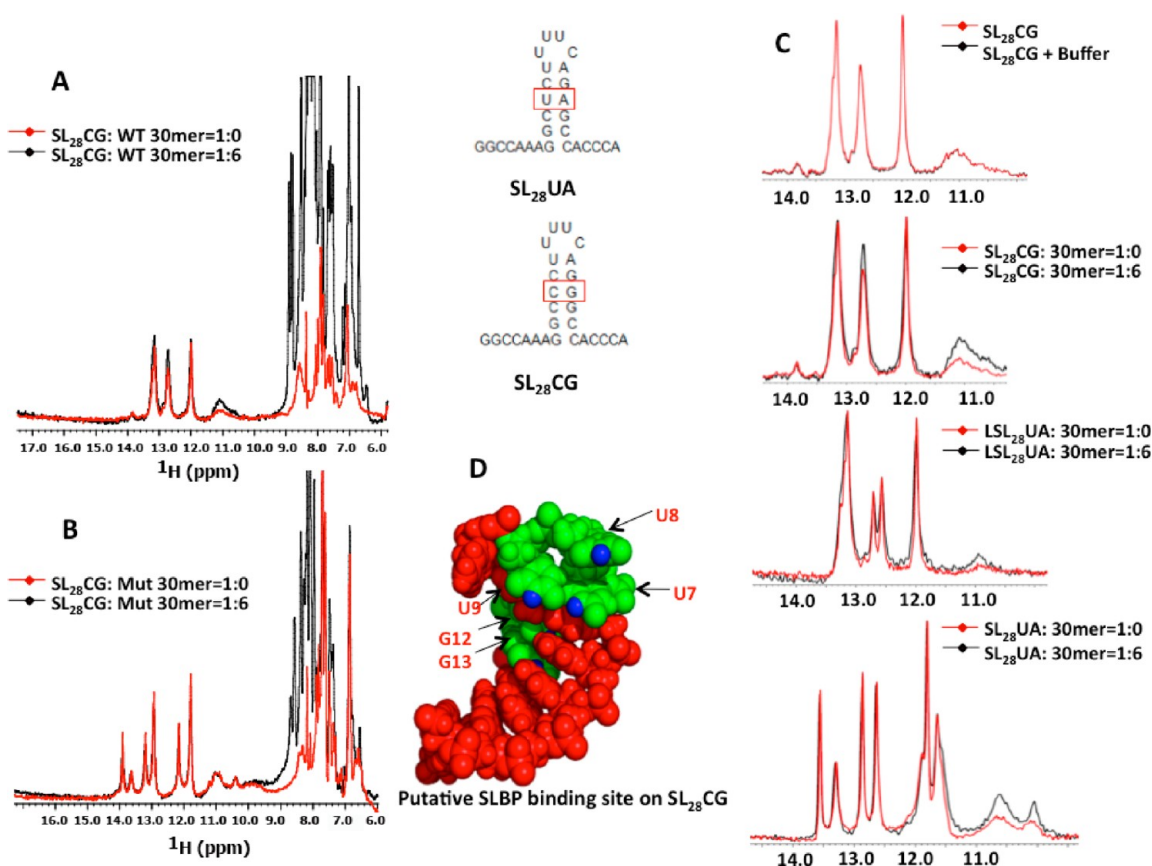 A
SL28CG: WT 30mer=1:0
SL28CG: WT 30mer=1:6
17.0 16.0 15.0 14.0 13.0 12.0 11.0 10.0 9.0 8.0 7.0 6.0
1H (ppm)
B
SL28CG: Mut 30mer=1:0
SL28CG: Mut 30mer=1:6
16.0 15.0 14.0 13.0 12.0 11.0 10.0 9.0 8.0 7.0 6.0
1H (ppm)
U U
U C
U A
C G
U A
C G
G C
GGCCAAAG CACCCA
SL28UA
U U
U C
U A
U G
C G
C G
G C
GGCCAAAG CACCCA
SL28CG
C
SL28CG
SL28CG + Buffer
14.0 13.0 12.0 11.0
SL28CG: 30mer=1:0
SL28CG: 30mer=1:6
14.0 13.0 12.0 11.0
LSL28UA: 30mer=1:0
LSL28UA: 30mer=1:6
14.0 13.0 12.0 11.0
SL28UA: 30mer=1:0
SL28UA: 30mer=1:6
14.0 13.0 12.0 11.0
D
U8
U7
U9
G12
G13
Putative SLBP binding site on SL28CG